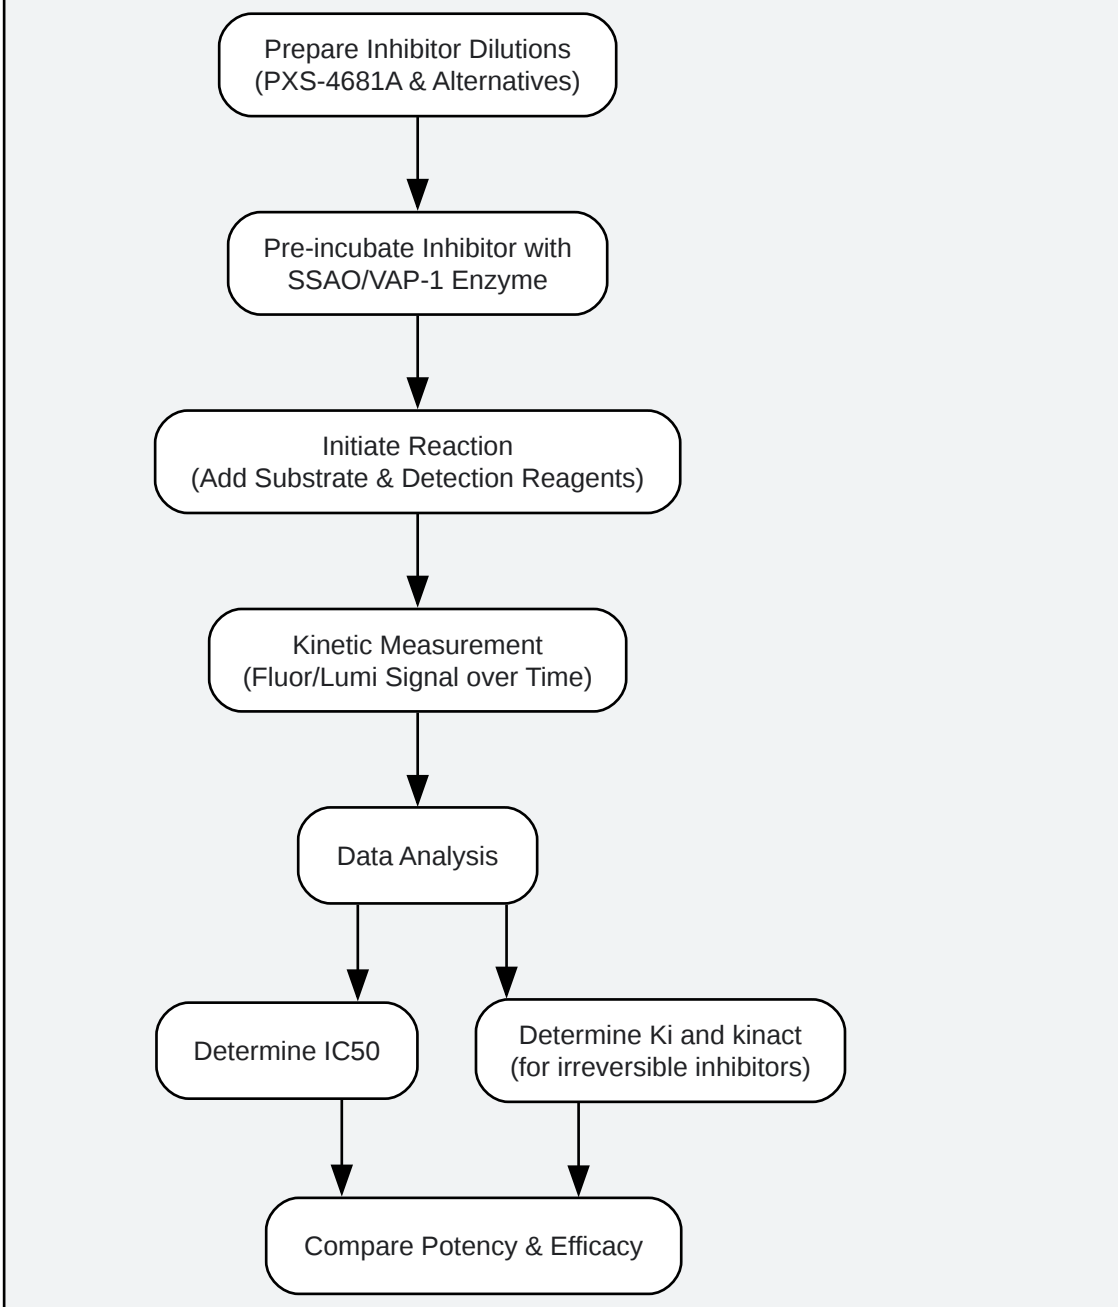 Prepare Inhibitor Dilutions
(PXS-4681A & Alternatives)
Pre-incubate Inhibitor with
SSAO/VAP-1 Enzyme
Initiate Reaction
(Add Substrate & Detection Reagents)
Kinetic Measurement
(Fluor/Lumi Signal over Time)
Data Analysis
Determine IC50
Determine Ki and kinact
(for irreversible inhibitors)
Compare Potency & Efficacy